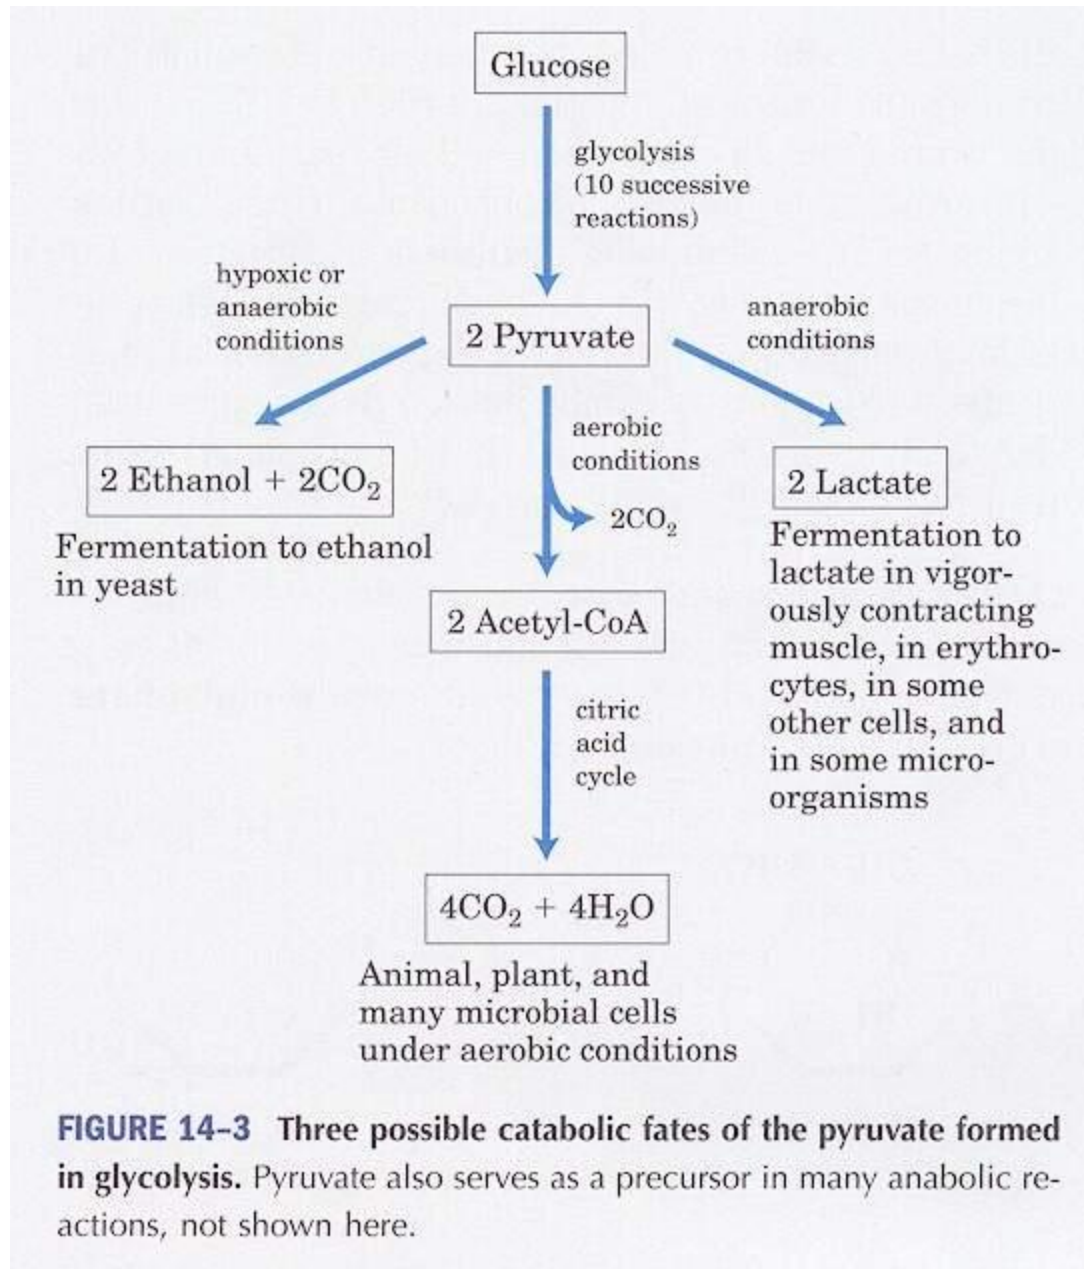 Glucose
glycolysis
(10 successive
reactions)
hypoxic or
anaerobic
conditions
2 Pyruvate
anaerobic
conditions
2 Ethanol + 2CO₂
Fermentation to ethanol
in yeast
aerobic
conditions
2CO₂
2 Lactate
Fermentation to
lactate in vigor-
ously contracting
muscle, in erythro-
cytes, in some
other cells, and
in some micro-
organisms
2 Acetyl-CoA
citric
acid
cycle
4CO₂ + 4H₂O
Animal, plant, and
many microbial cells
under aerobic conditions
FIGURE 14–3 Three possible catabolic fates of the pyruvate formed
in glycolysis. Pyruvate also serves as a precursor in many anabolic re-
actions, not shown here.